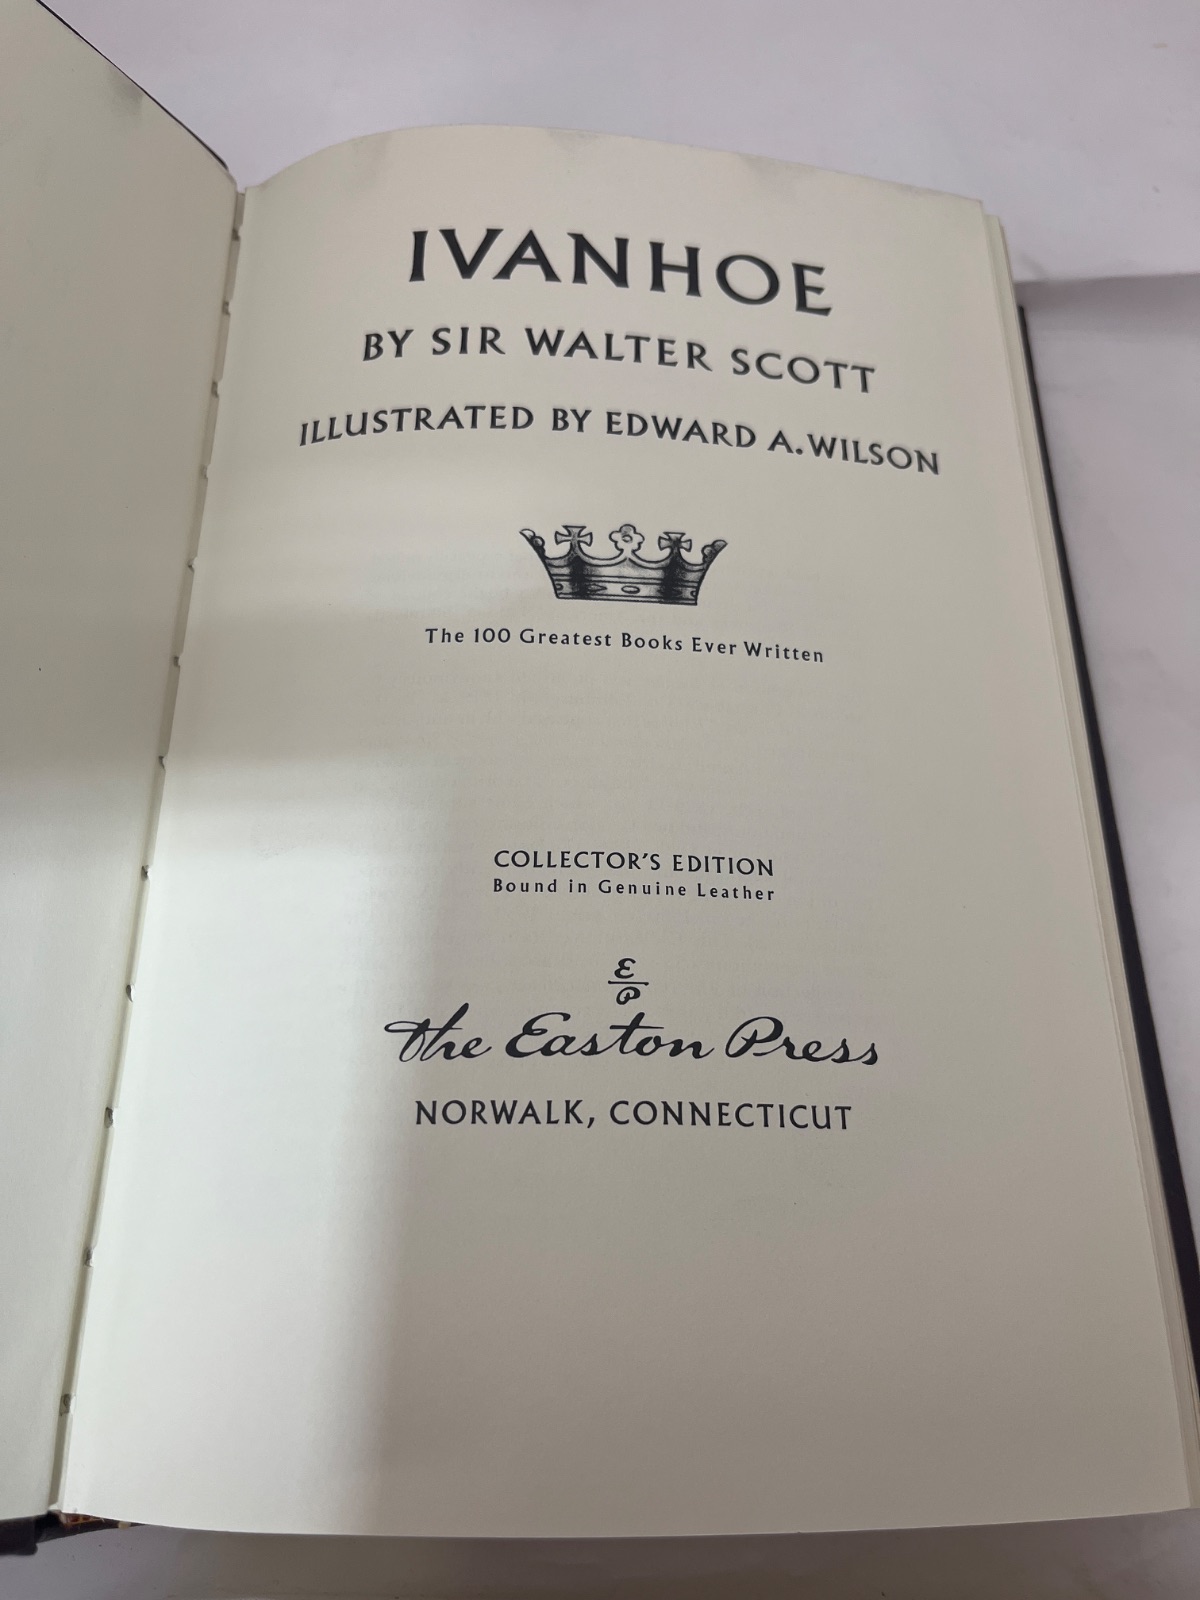 IVANHOE
BY SIR WALTER SCOTT
ILLUSTRATED BY EDWARD A. WILSON
The 100 Greatest Books Ever Written
COLLECTOR'S EDITION
Bound in Genuine Leather
E
P
The Easton Press
NORWALK, CONNECTICUT